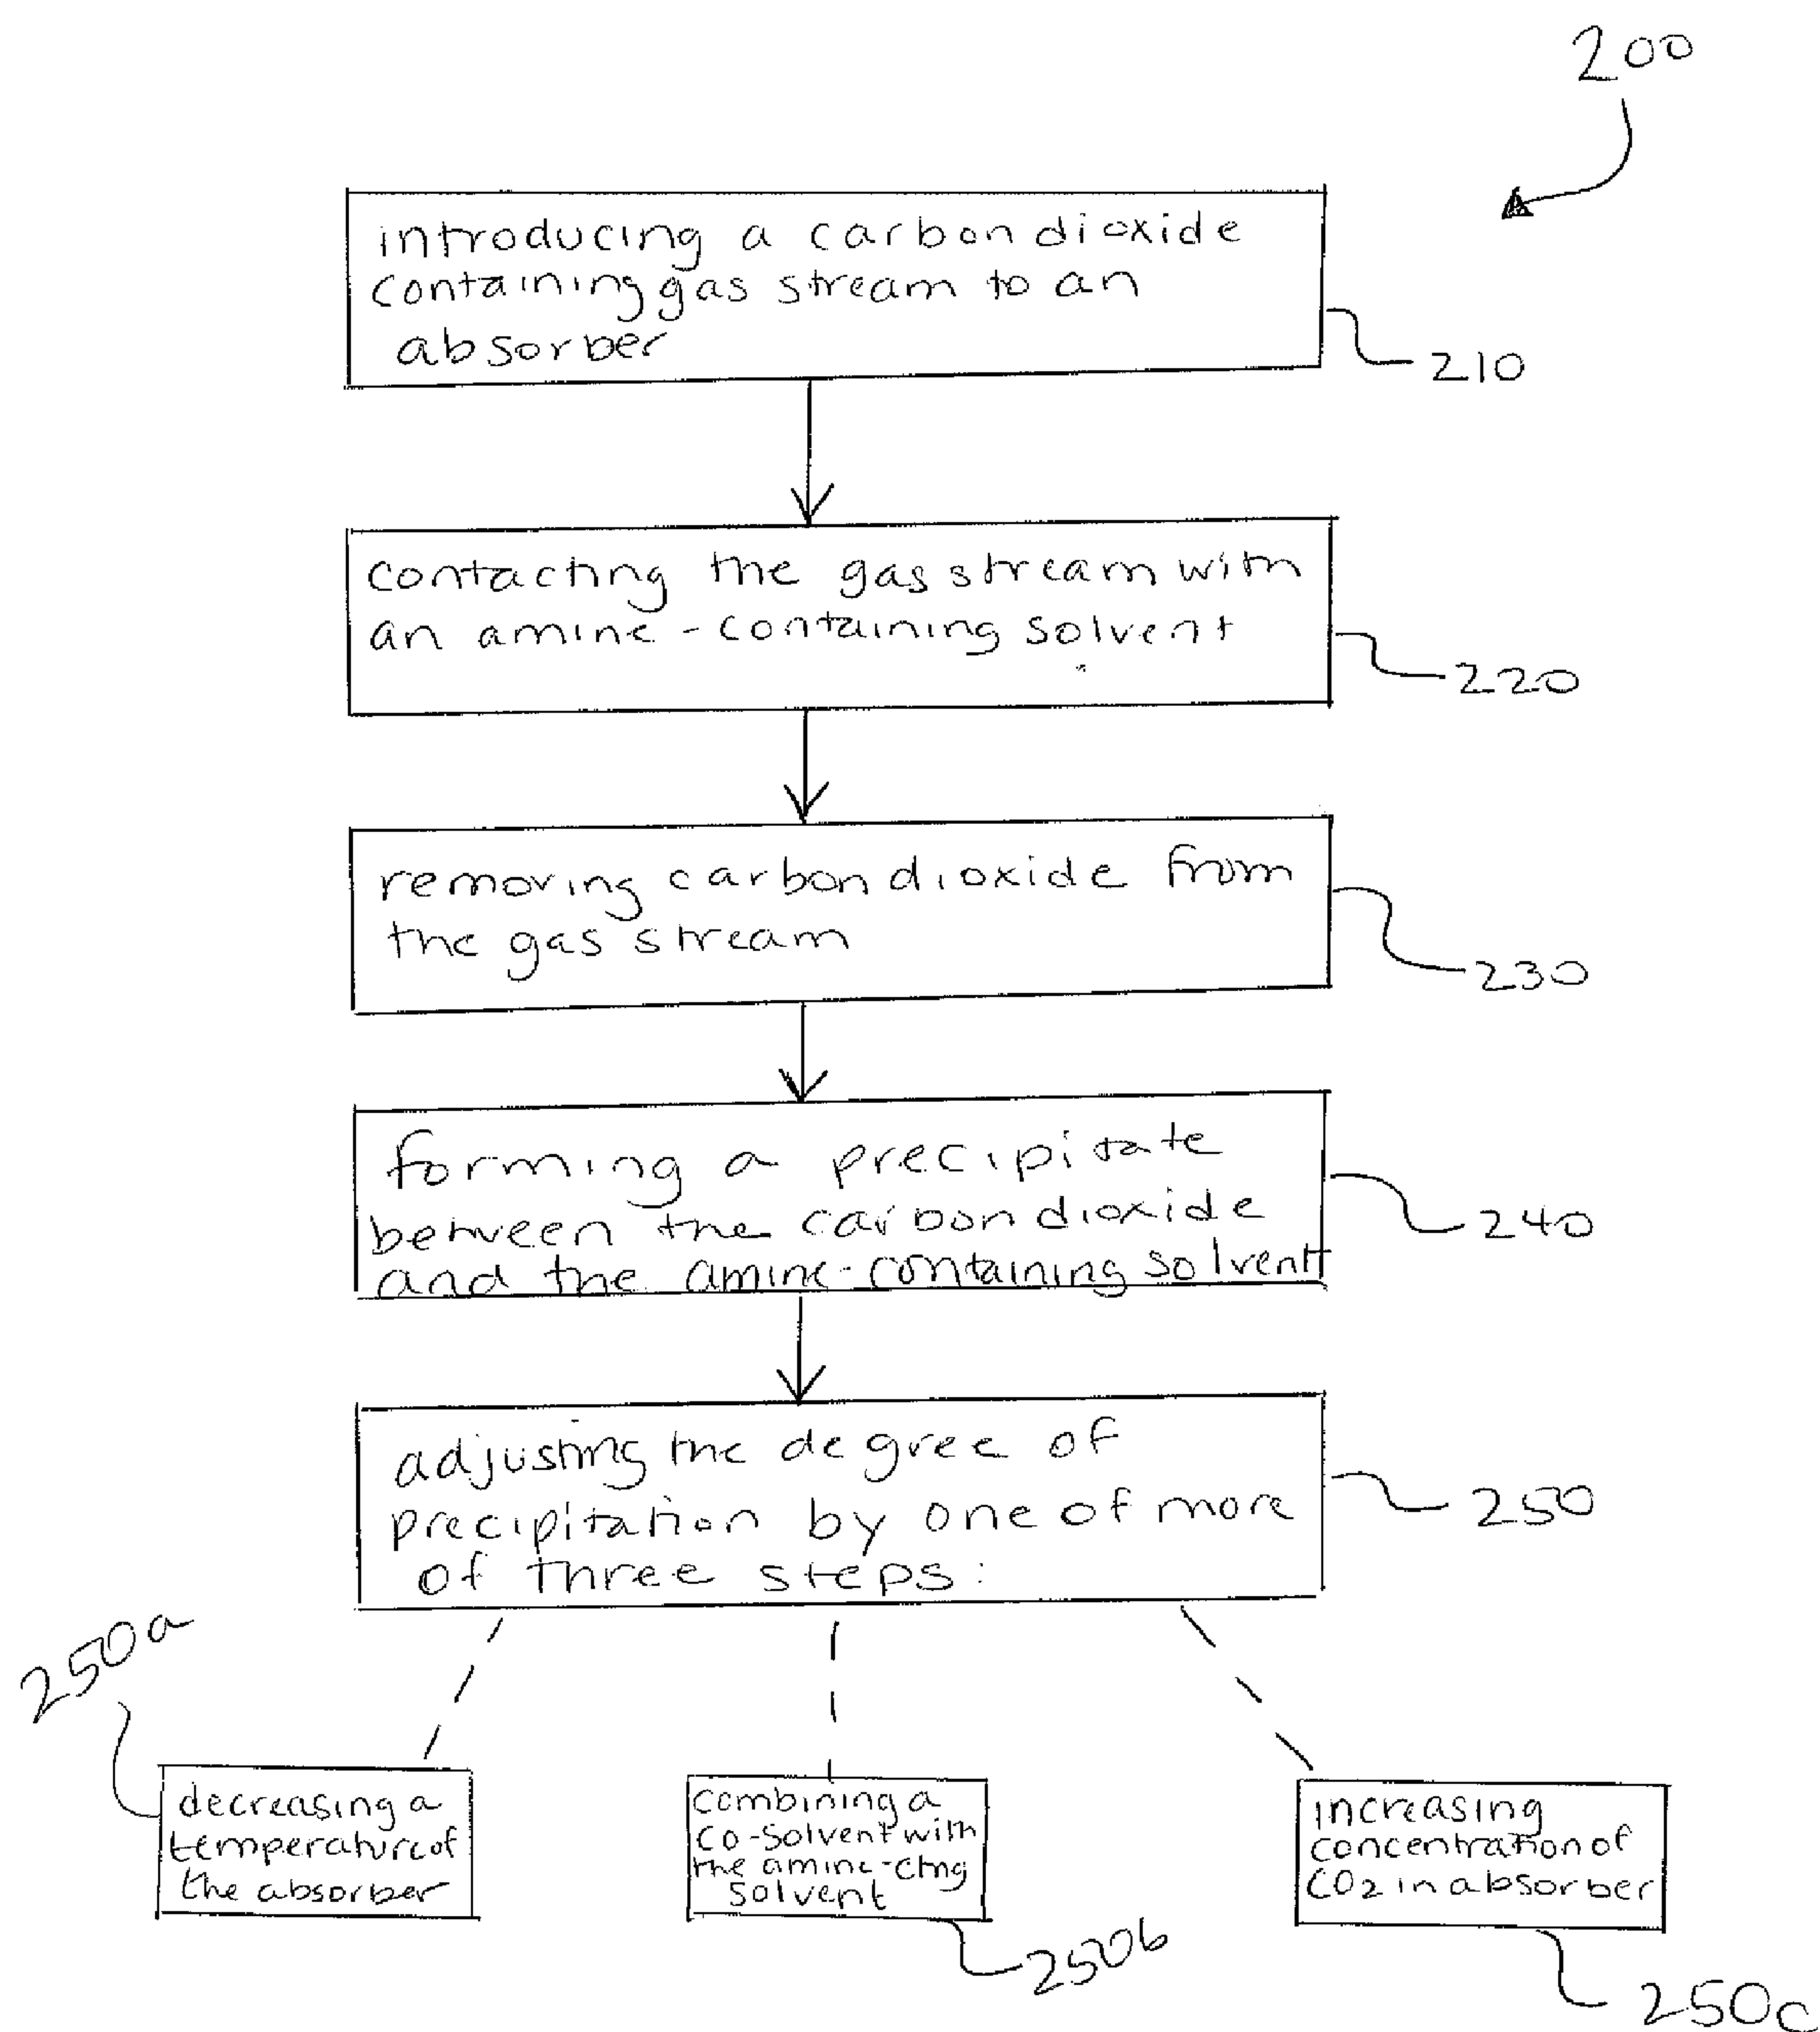 200
introducing a carbon dioxide
containing gas stream to an
absorber
210
contacting the gas stream with
an amine-containing solvent
220
removing carbon dioxide from
the gas stream
230
forming a precipitate
between the carbon dioxide
and the amine-containing solvent
240
adjusting the degree of
precipitation by one of more
of three steps:
250
250a
decreasing a
temperature of
the absorber
combining a
co-solvent with
the amine-ctng
solvent
250b
increasing
concentration of
CO2 in absorber
250c